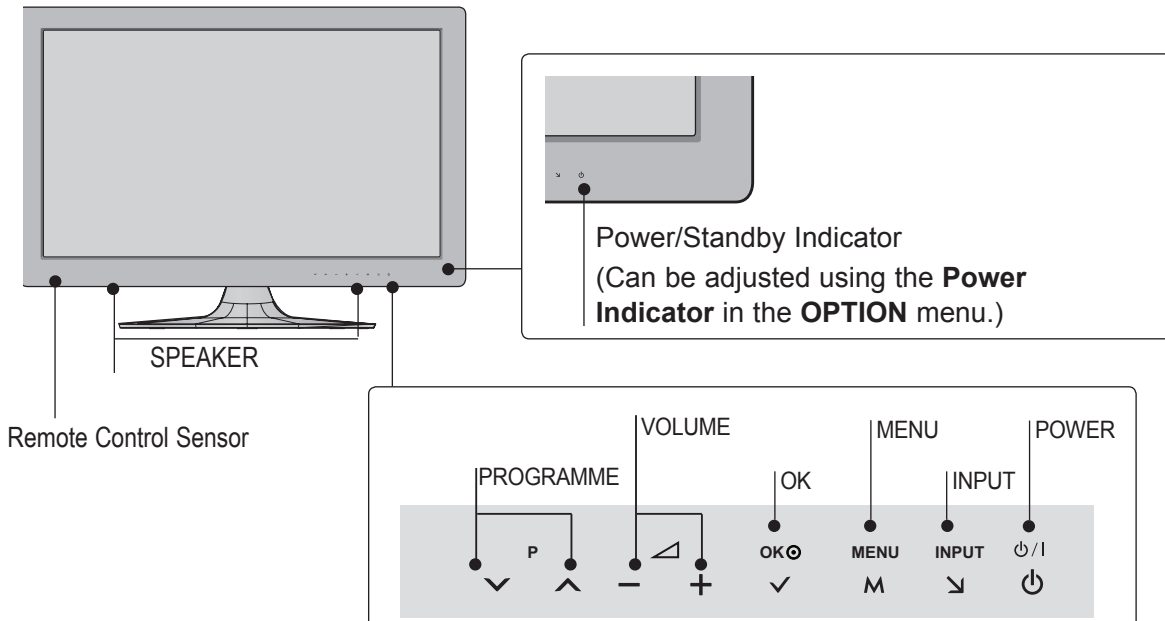 Power/Standby Indicator
(Can be adjusted using the Power
Indicator in the OPTION menu.)
SPEAKER
Remote Control Sensor
VOLUME
MENU
POWER
PROGRAMME
OK
INPUT
P
OK
MENU
INPUT
/ I
M